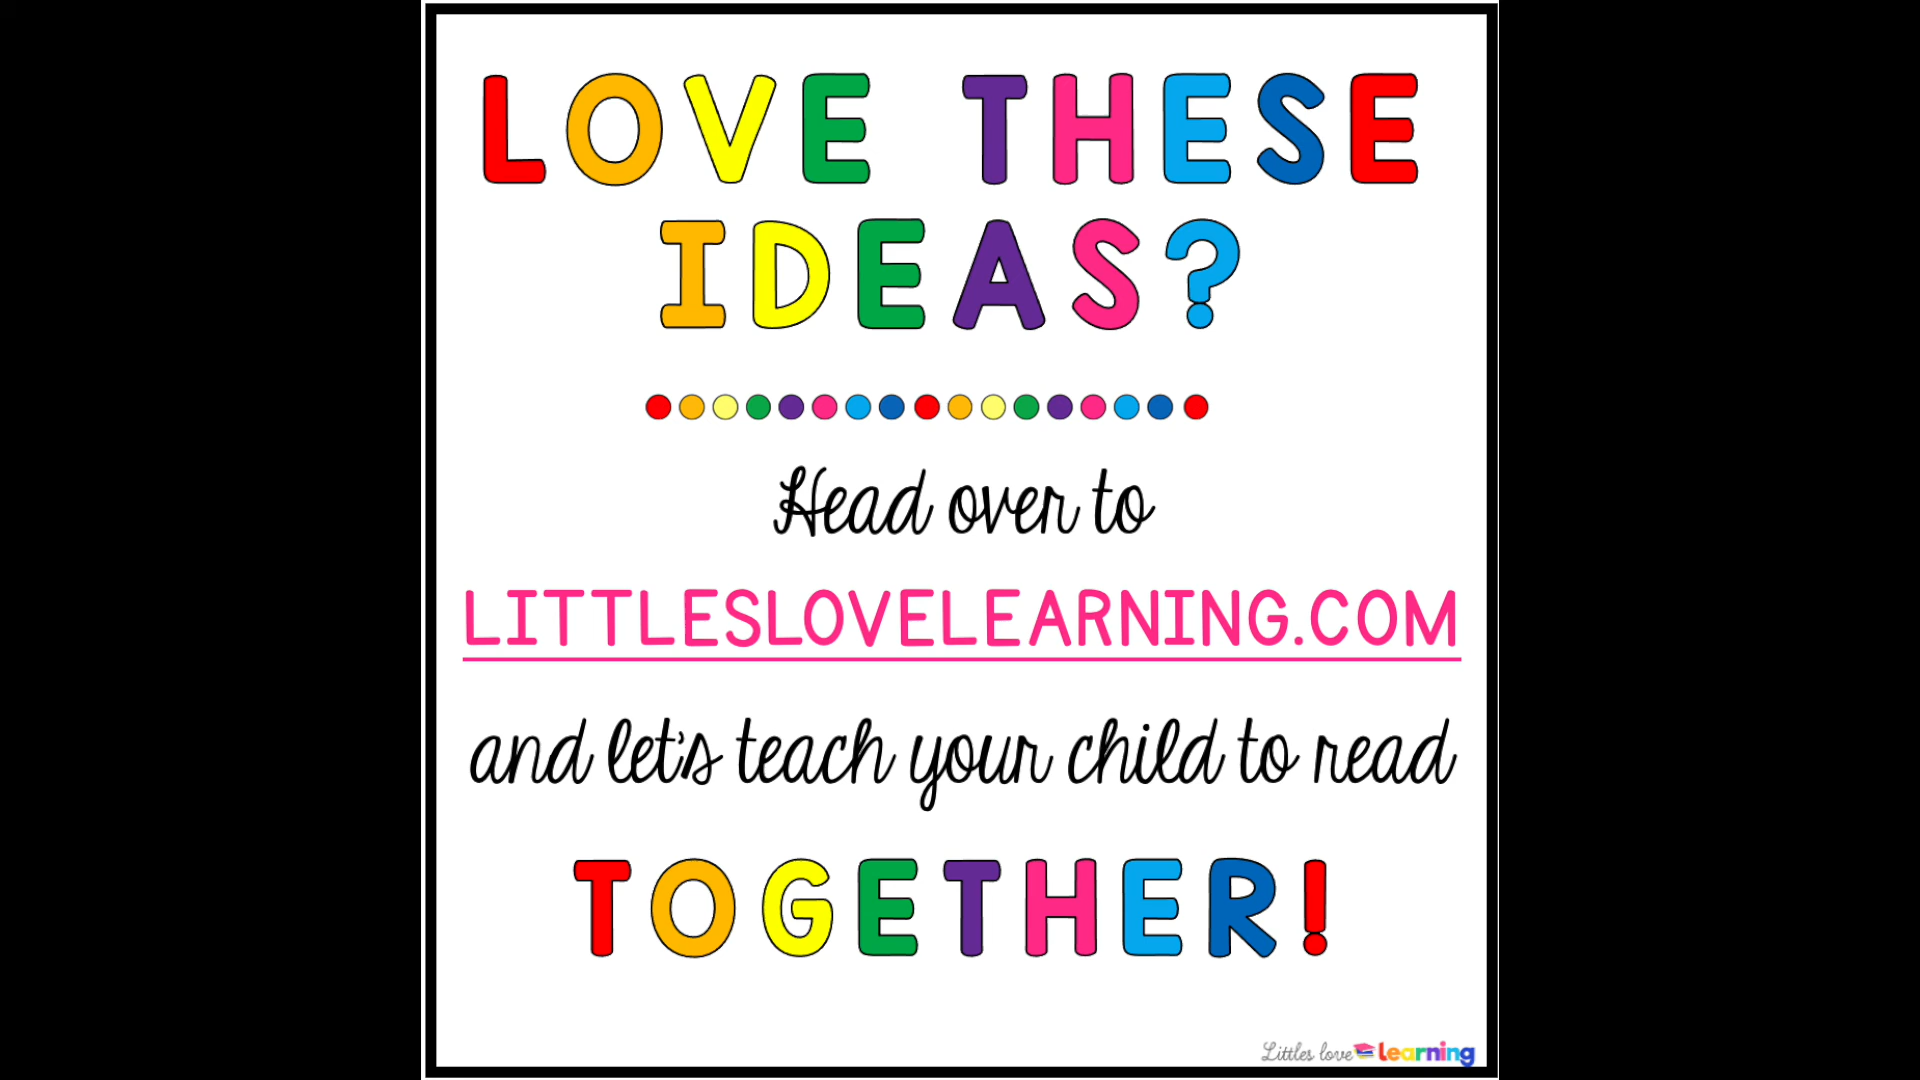 LOVE THESE
IDEAS?
Head over to
LITTLESLOVELEARNING.COM
and let's teach your child to read
TOGETHER!
Littles love learning